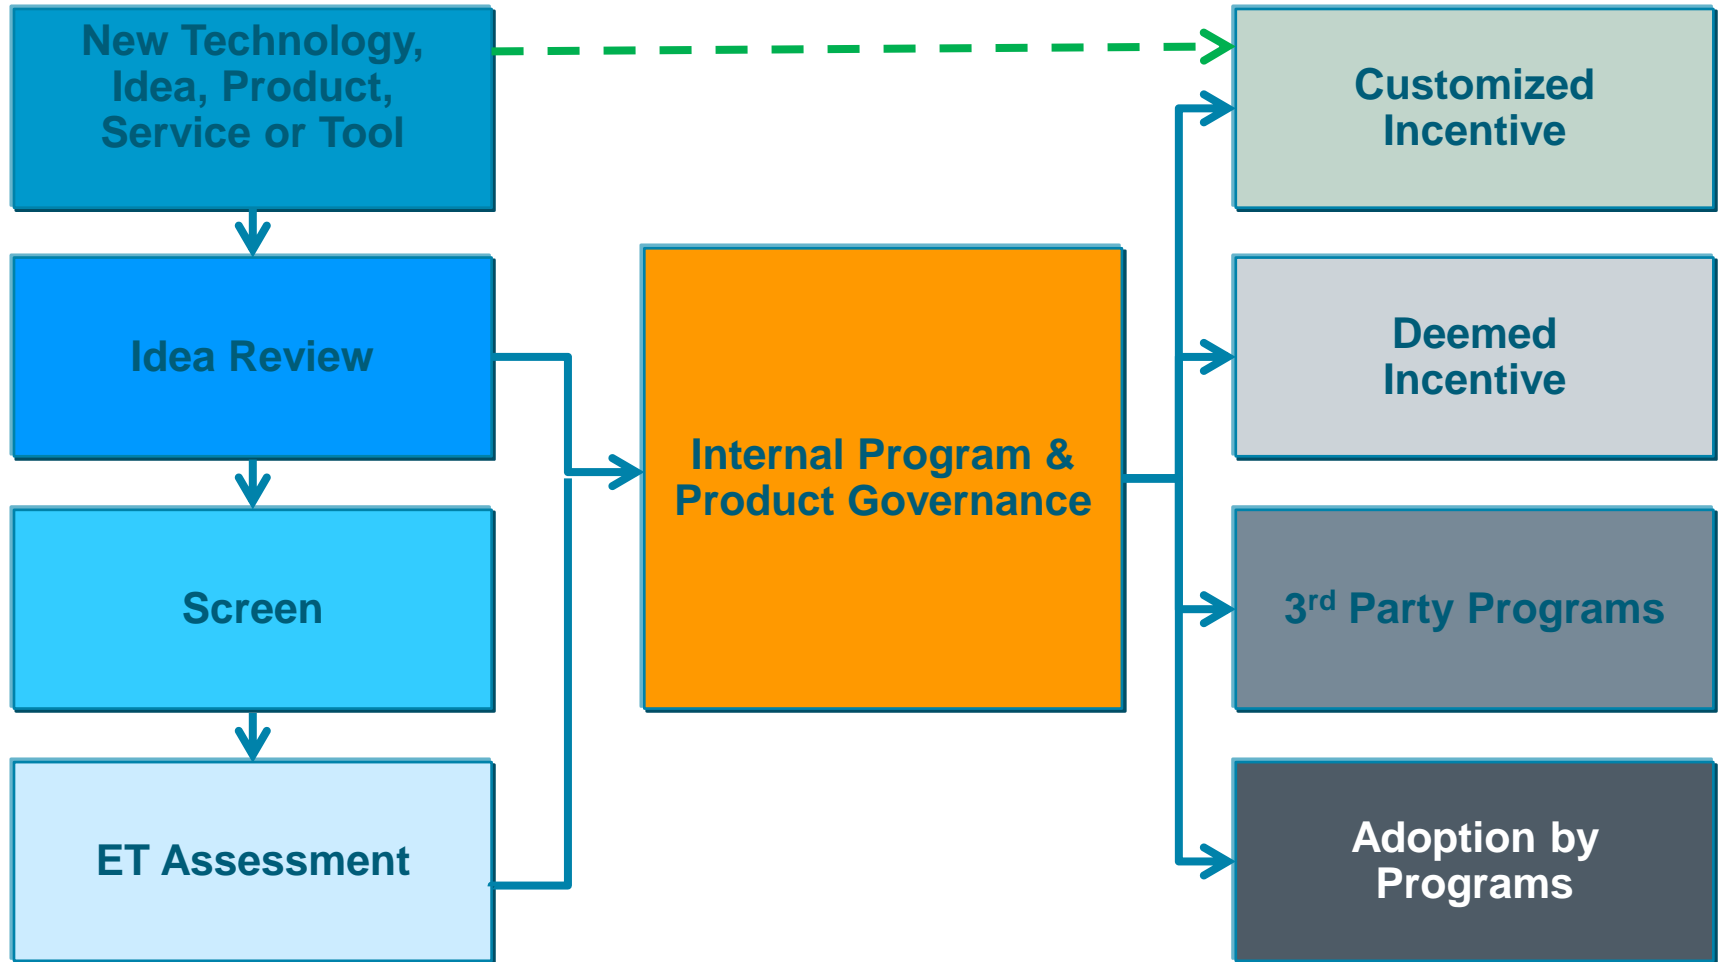 New Technology,
Idea, Product,
Service or Tool
Idea Review
Screen
ET Assessment
Internal Program &
Product Governance
Customized
Incentive
Deemed
Incentive
3rd Party Programs
Adoption by
Programs